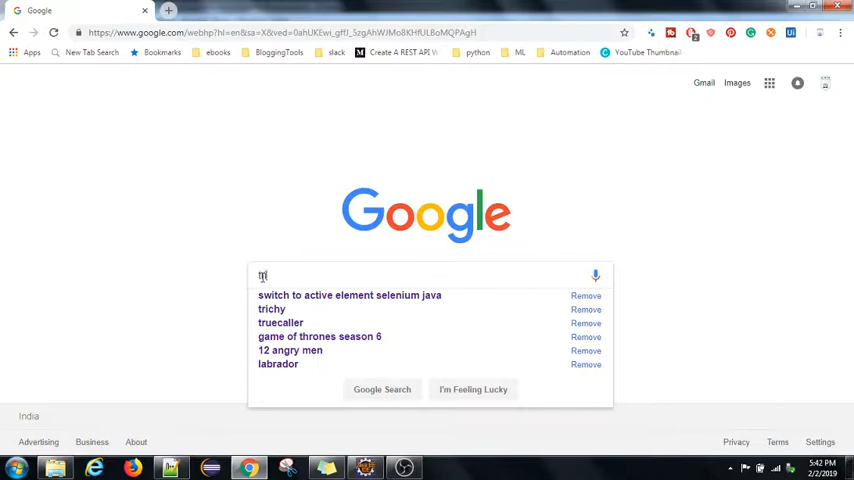 Google
https://www.google.com/webhp?hl=en&sa=X&ved=0ahUKEwj_gffJ_5zgAhWJMo8KHfUL8oMQPAgH
Apps New Tab Search Bookmarks ebooks BloggingTools slack Create A REST API W python ML Automation YouTube Thumbnail
Gmail Images
Google
switch to active element selenium java Remove
trichy Remove
truecaller Remove
game of thrones season 6 Remove
12 angry men Remove
labrador Remove
Google Search I'm Feeling Lucky
India
Advertising Business About Privacy Terms Settings
5:42 PM
2/2/2019